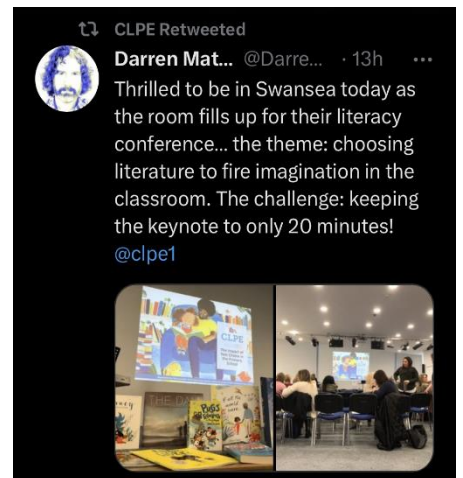 CLPE Retweeted
Darren Mat... @Darre... · 13h
Thrilled to be in Swansea today as
the room fills up for their literacy
conference... the theme: choosing
literature to fire imagination in the
classroom. The challenge: keeping
the keynote to only 20 minutes!
@clpe1
CLPE
THE DAM